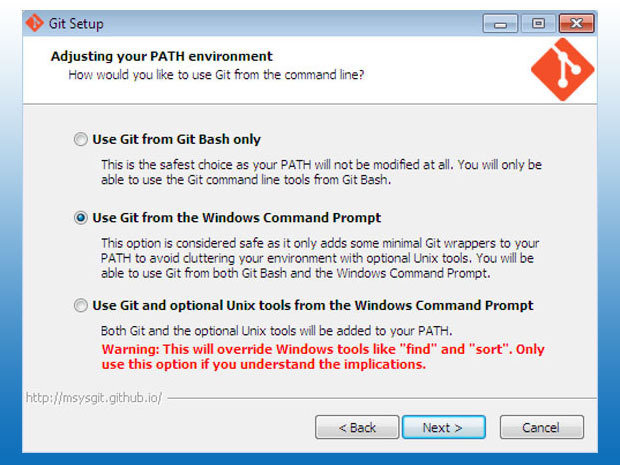 Git Setup
Adjusting your PATH environment
How would you like to use Git from the command line?
Use Git from Git Bash only
This is the safest choice as your PATH will not be modified at all. You will only be
able to use the Git command line tools from Git Bash.
Use Git from the Windows Command Prompt
This option is considered safe as it only adds some minimal Git wrappers to your
PATH to avoid cluttering your environment with optional Unix tools. You will be
able to use Git from both Git Bash and the Windows Command Prompt.
Use Git and optional Unix tools from the Windows Command Prompt
Both Git and the optional Unix tools will be added to your PATH.
Warning: This will override Windows tools like "find" and "sort". Only
use this option if you understand the implications.
http://msysgit.github.io/
< Back Next > Cancel